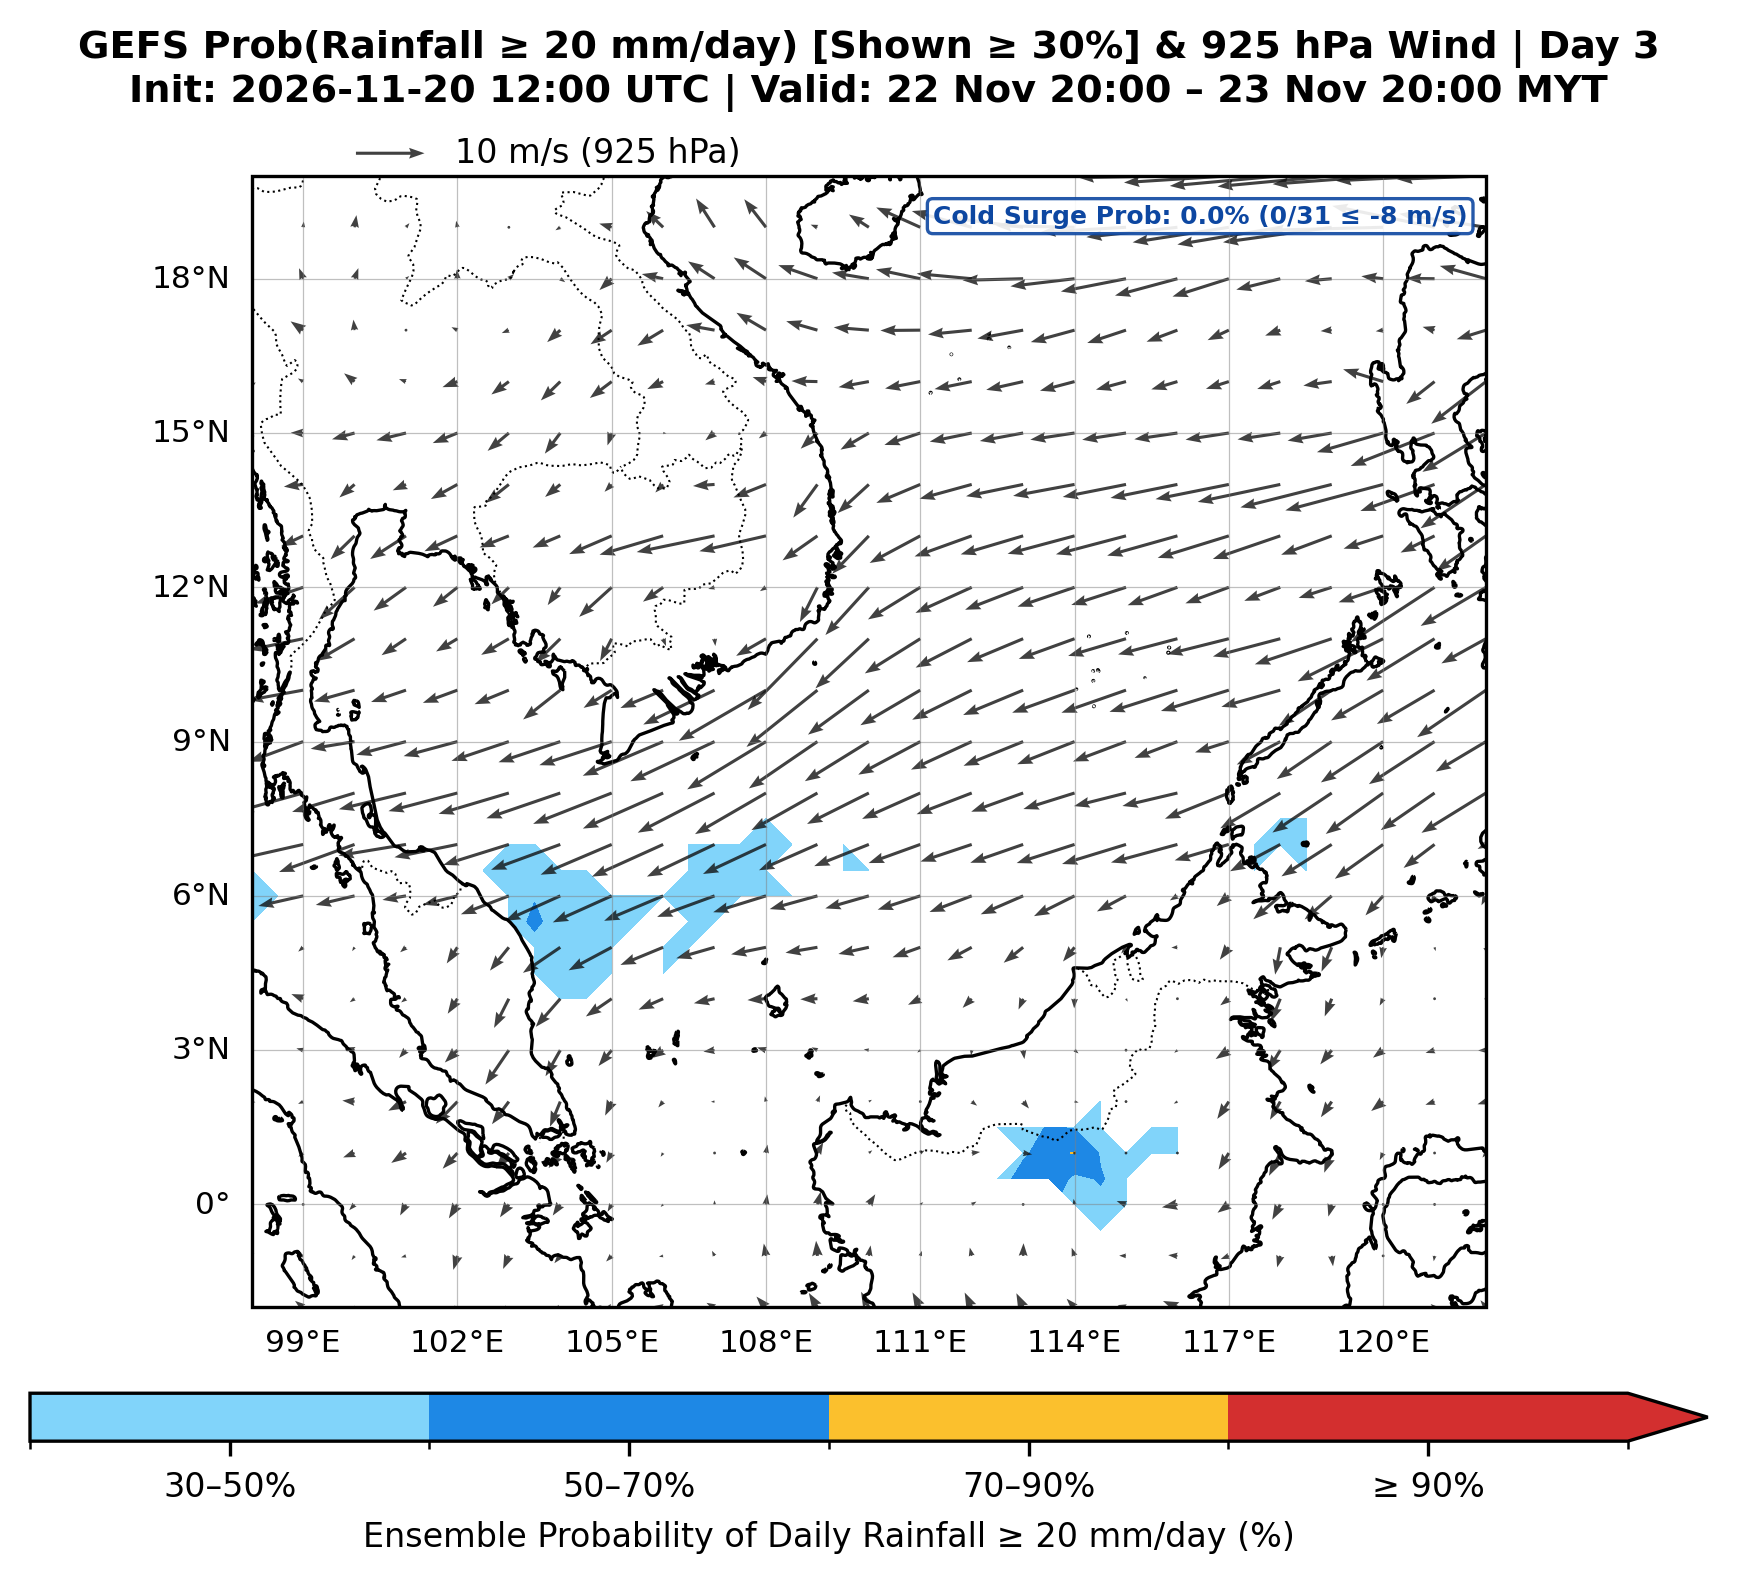 GEFS Prob(Rainfall ≥ 20 mm/day) [Shown ≥ 30%] & 925 hPa Wind | Day 3
Init: 2026-11-20 12:00 UTC | Valid: 22 Nov 20:00 – 23 Nov 20:00 MYT
10 m/s (925 hPa)
Cold Surge Prob: 0.0% (0/31 ≤ -8 m/s)
18°N
15°N
12°N
9°N
6°N
3°N
0°
99°E 102°E 105°E 108°E 111°E 114°E 117°E 120°E
30–50% 50–70% 70–90% ≥ 90%
Ensemble Probability of Daily Rainfall ≥ 20 mm/day (%)